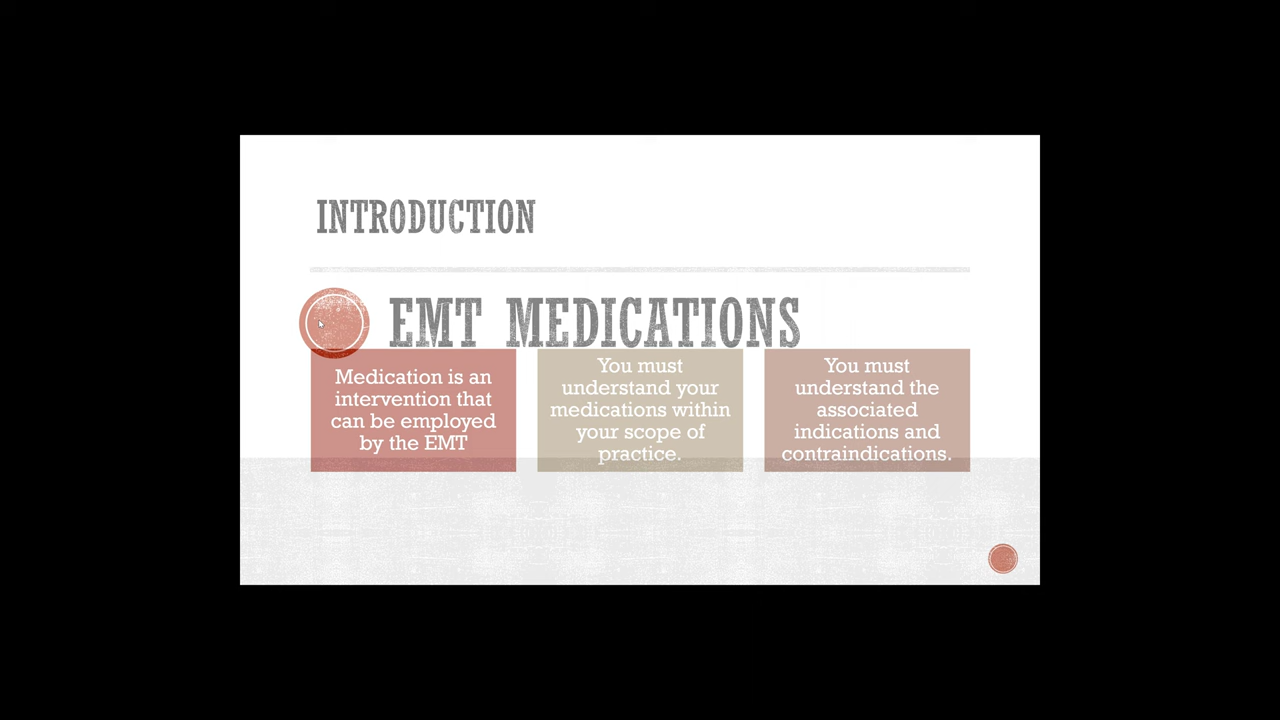 INTRODUCTION
EMT MEDICATIONS
Medication is an
intervention that
can be employed
by the EMT
You must
understand your
medications within
your scope of
practice.
You must
understand the
associated
indications and
contraindications.